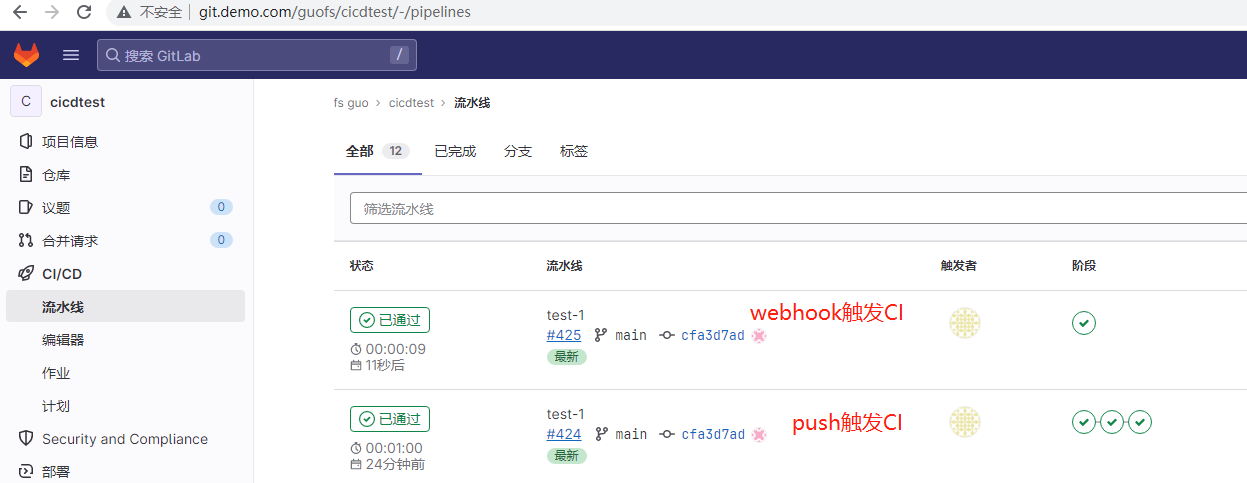 不安全 git.demo.com/guofs/cicdtest/-/pipelines
搜索 GitLab /
C cicdtest
项目信息
仓库
议题 0
合并请求 0
CI/CD
流水线
编辑器
作业
计划
Security and Compliance
部署
fs guo › cicdtest › 流水线
全部 12 已完成 分支 标签
筛选流水线
状态 流水线 触发者 阶段
已通过
00:00:09
11秒后
test-1
#425 main cfa3d7ad
最新
webhook触发CI
已通过
00:01:00
24分钟前
test-1
#424 main cfa3d7ad
最新
push触发CI